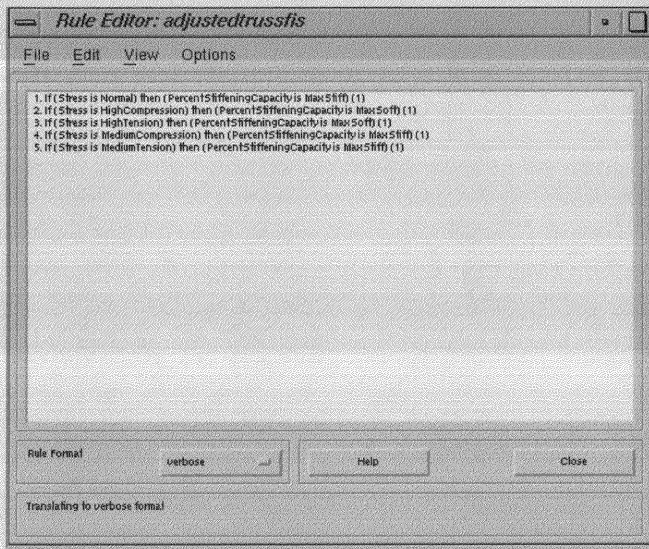 Rule Editor: adjustedtrussfis
File Edit View Options
1. If (Stress is Normal) then (PercentStiffeningCapacity is MaxStiff) (1)
2. If (Stress is HighCompression) then (PercentStiffeningCapacity is MaxSoft) (1)
3. If (Stress is HighTension) then (PercentStiffeningCapacity is MaxSoft) (1)
4. If (Stress is MediumCompression) then (PercentStiffeningCapacity is MaxStiff) (1)
5. If (Stress is MediumTension) then (PercentStiffeningCapacity is MaxStiff) (1)
Rule Format verbose Help Close
Translating to verbose format